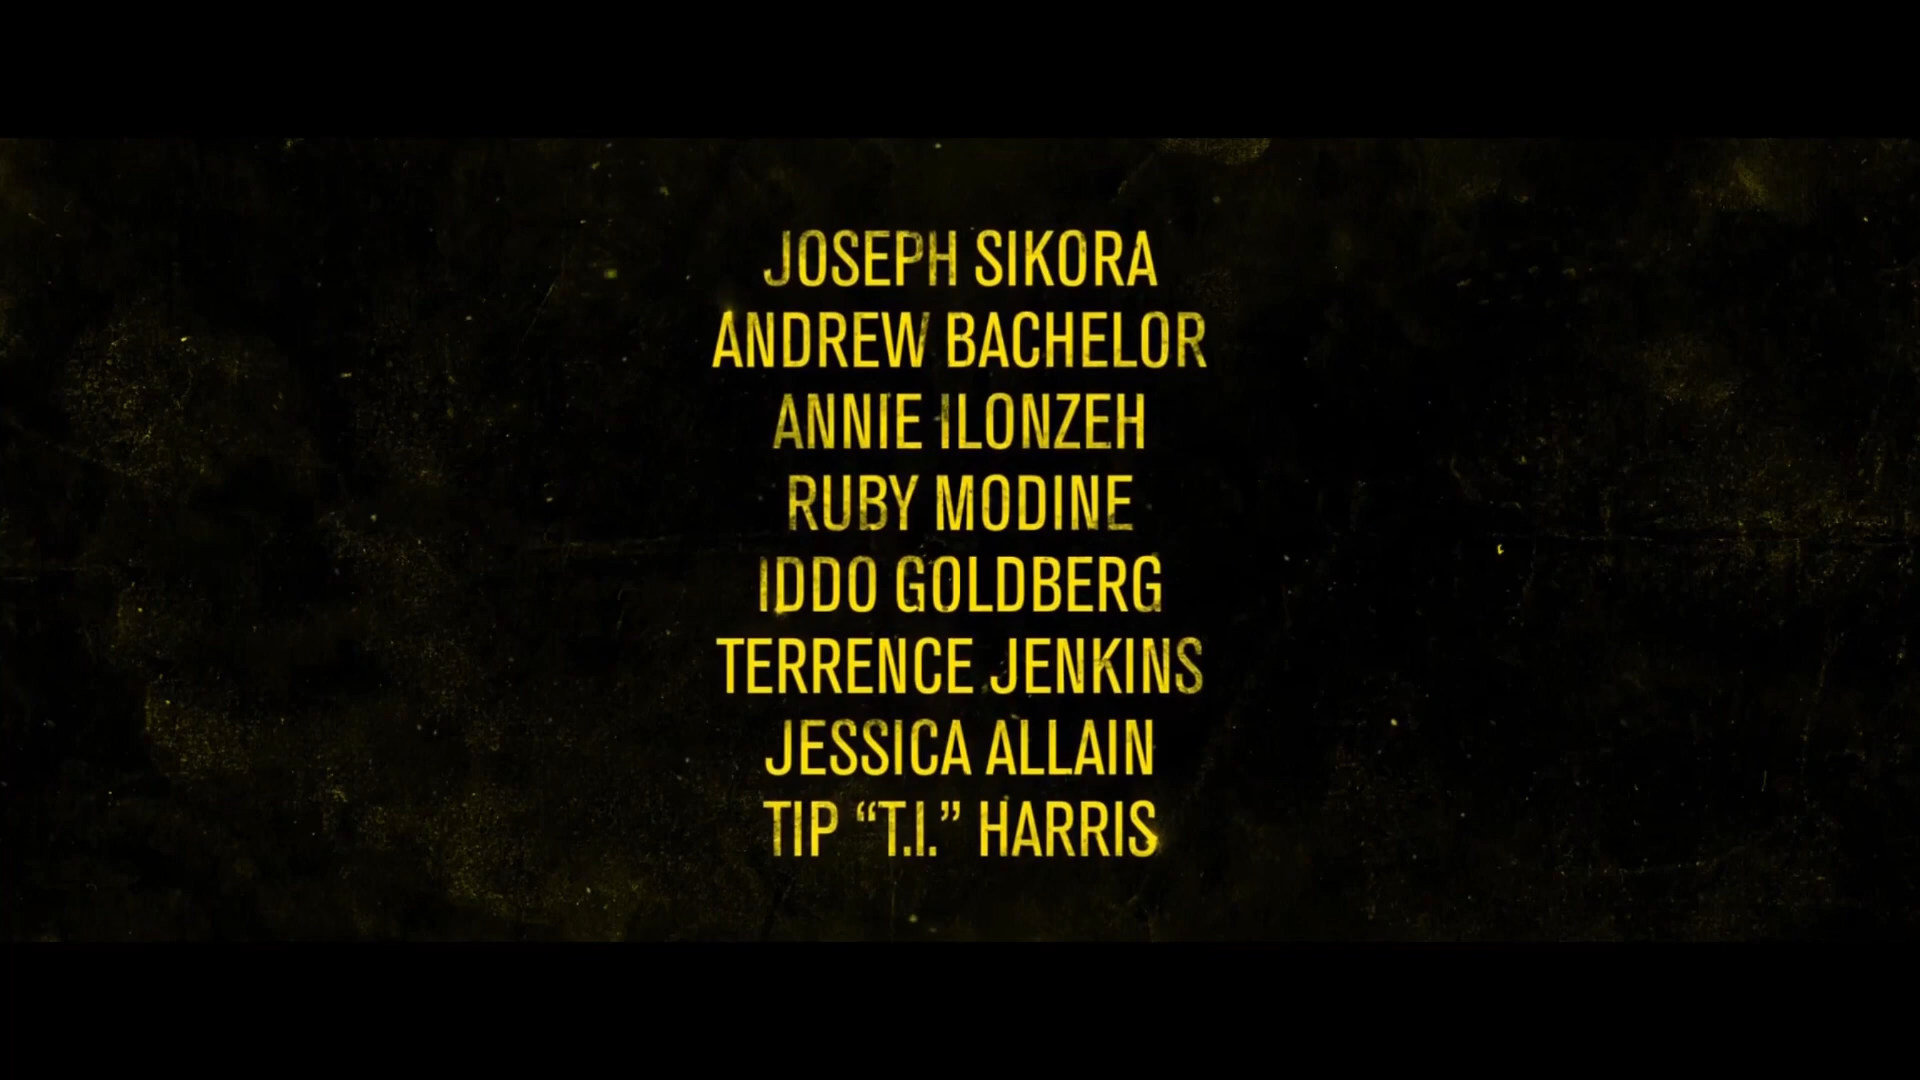 JOSEPH SIKORA
ANDREW BACHELOR
ANNIE ILONZEH
RUBY MODINE
IDDO GOLDBERG
TERRENCE JENKINS
JESSICA ALLAIN
TIP “T.I.” HARRIS